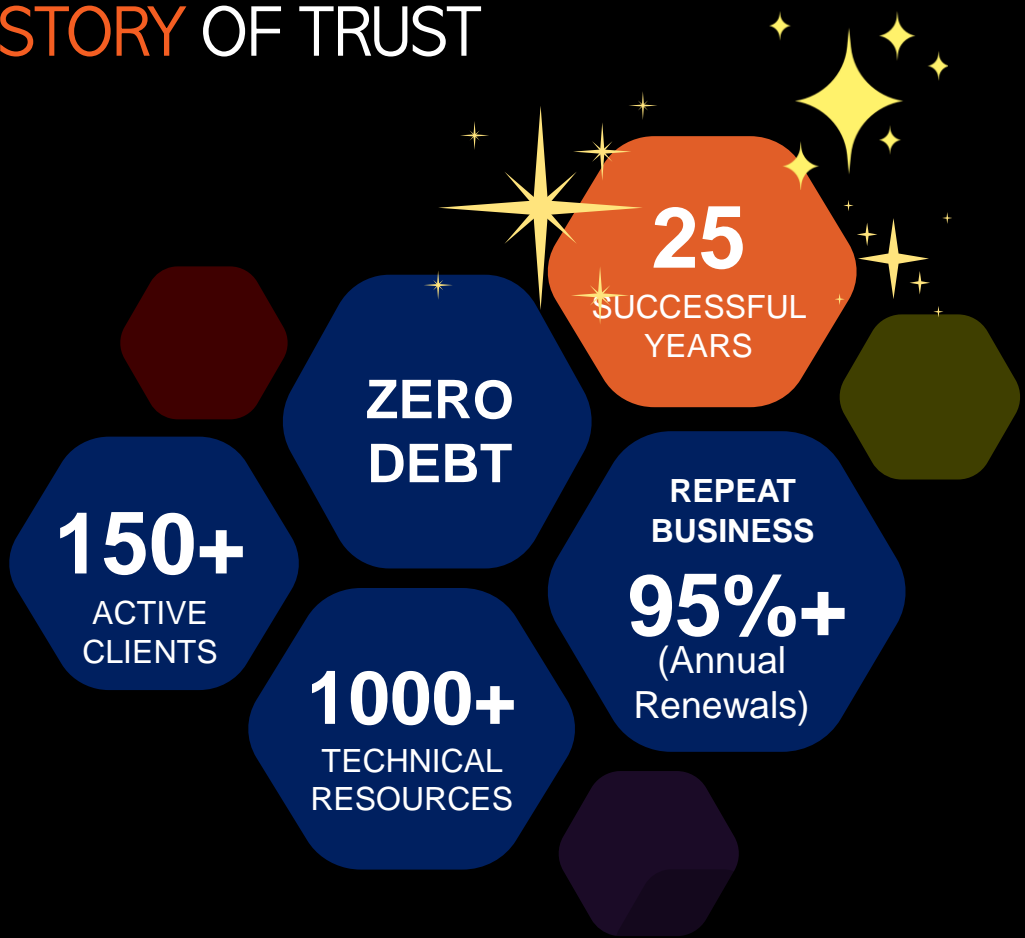 STORY OF TRUST
25
SUCCESSFUL
YEARS
ZERO
DEBT
150+
ACTIVE
CLIENTS
REPEAT
BUSINESS
95%+
(Annual
Renewals)
1000+
TECHNICAL
RESOURCES